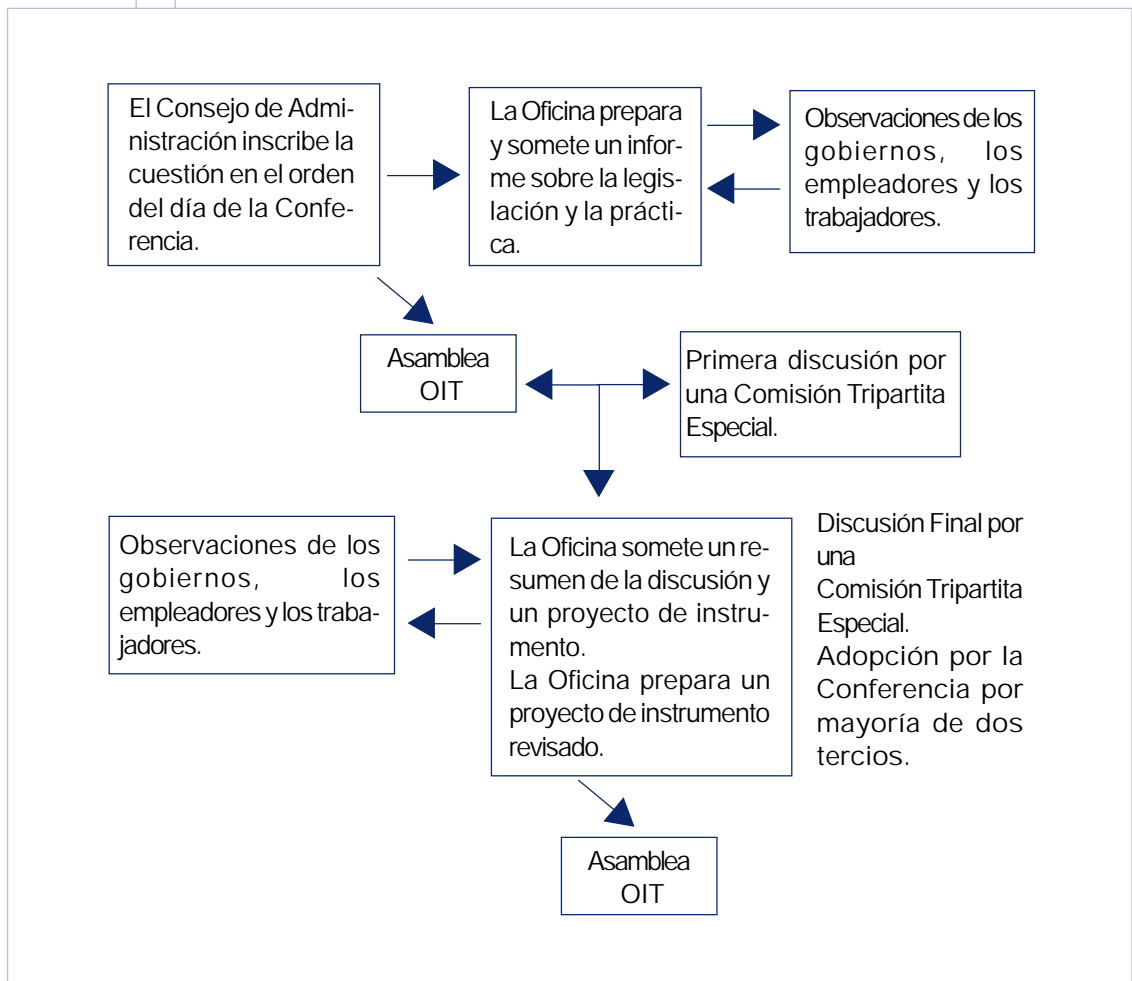 El Consejo de Admi-
nistración inscribe la
cuestión en el orden
del día de la Confe-
rencia.
La Oficina prepara
y somete un infor-
me sobre la legis-
lación y la prácti-
ca.
Observaciones de los
gobiernos, los
empleadores y los
trabajadores.
Asamblea
OIT
Primera discusión por
una Comisión Tripartita
Especial.
Observaciones de los
gobiernos, los
empleadores y los traba-
jadores.
La Oficina somete un re-
sumen de la discusión y
un proyecto de instru-
mento.
La Oficina prepara un
proyecto de instrumento
revisado.
Discusión Final por
una
Comisión Tripartita
Especial.
Adopción por la
Conferencia por
mayoría de dos
tercios.
Asamblea
OIT